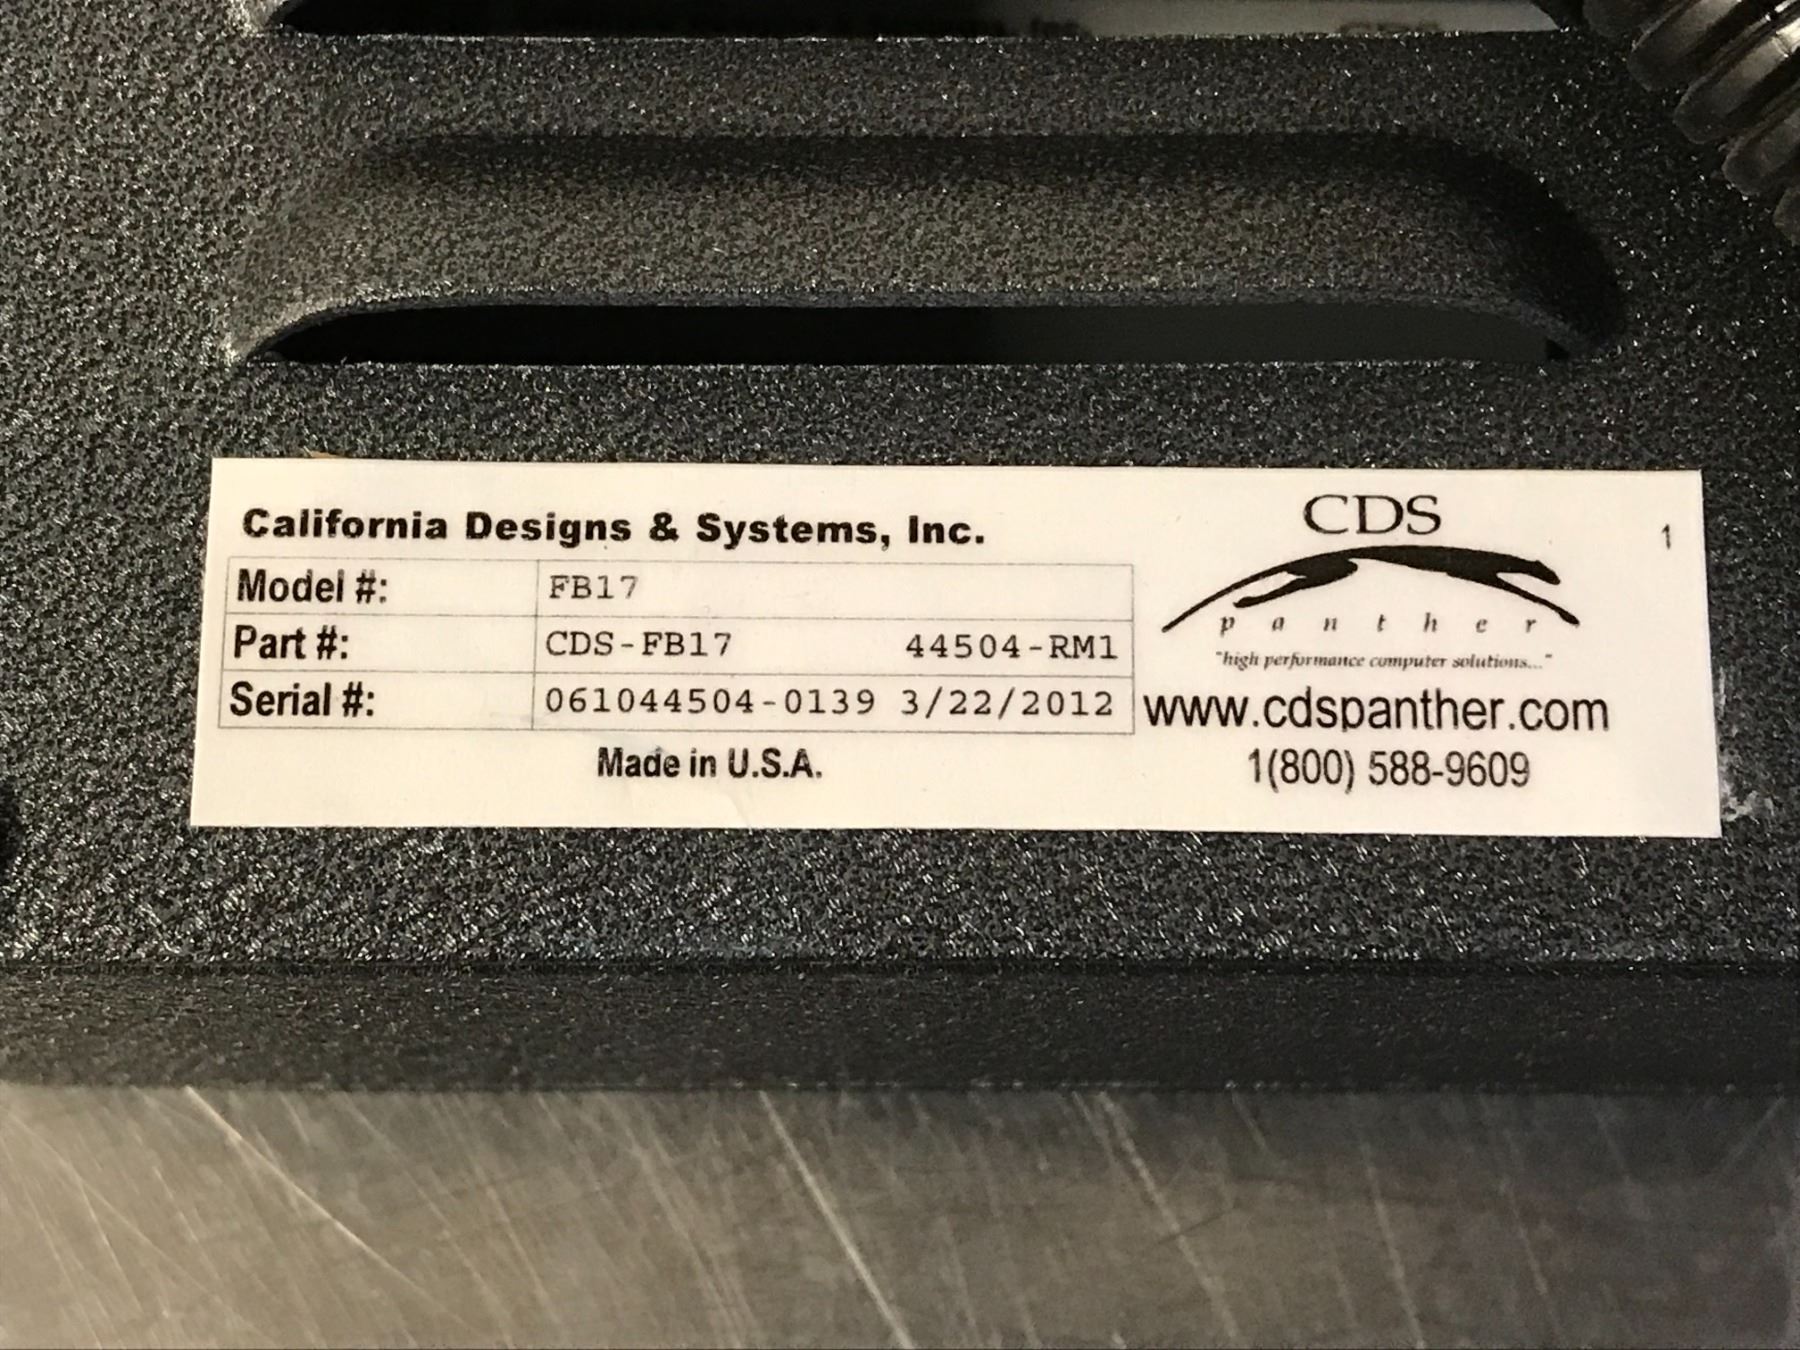 California Designs & Systems, Inc.
Model #: FB17
Part #: CDS-FB17 44504-RM1
Serial #: 061044504-0139 3/22/2012
Made in U.S.A.
CDS
panther
"high performance computer solutions..."
www.cdspanther.com
1(800) 588-9609
1